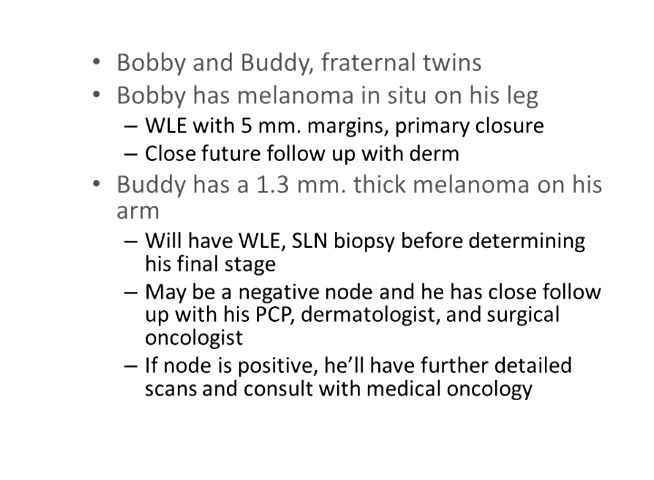 • Bobby and Buddy, fraternal twins
• Bobby has melanoma in situ on his leg
– WLE with 5 mm. margins, primary closure
– Close future follow up with derm
• Buddy has a 1.3 mm. thick melanoma on his
arm
– Will have WLE, SLN biopsy before determining
his final stage
– May be a negative node and he has close follow
up with his PCP, dermatologist, and surgical
oncologist
– If node is positive, he’ll have further detailed
scans and consult with medical oncology